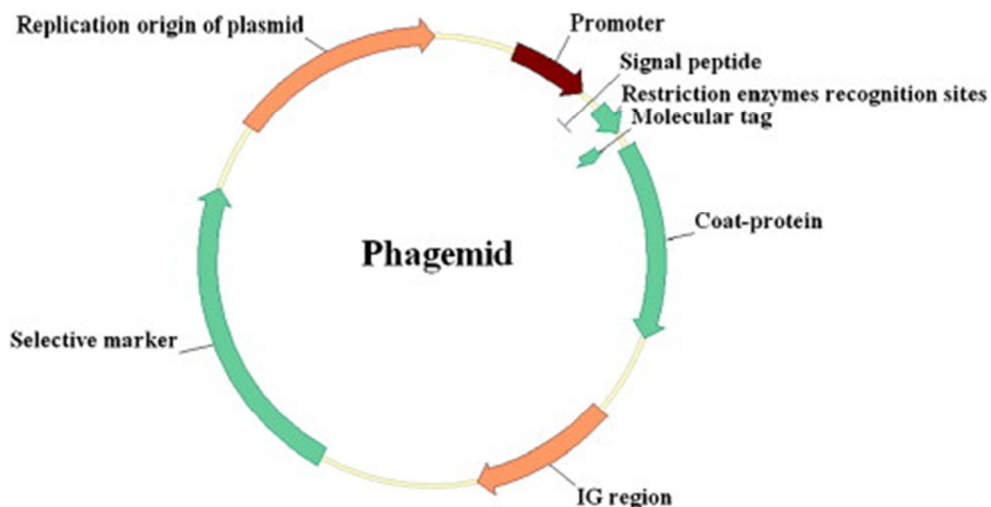 Replication origin of plasmid
Promoter
Signal peptide
Restriction enzymes recognition sites
Molecular tag
Coat-protein
Phagemid
Selective marker
IG region